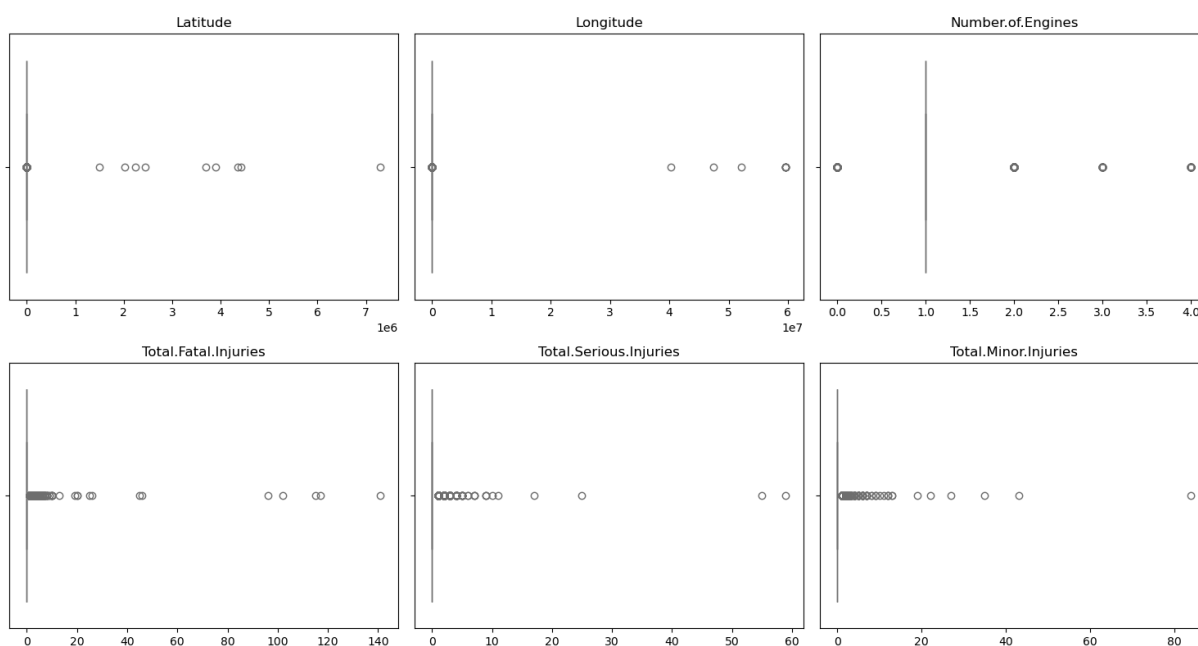 Latitude
Longitude
Number.of.Engines
0 1 2 3 4 5 6 7
1e6
0 1 2 3 4 5 6
1e7
0.0 0.5 1.0 1.5 2.0 2.5 3.0 3.5 4.0
Total.Fatal.Injuries
Total.Serious.Injuries
Total.Minor.Injuries
0 20 40 60 80 100 120 140
0 10 20 30 40 50 60
0 20 40 60 80